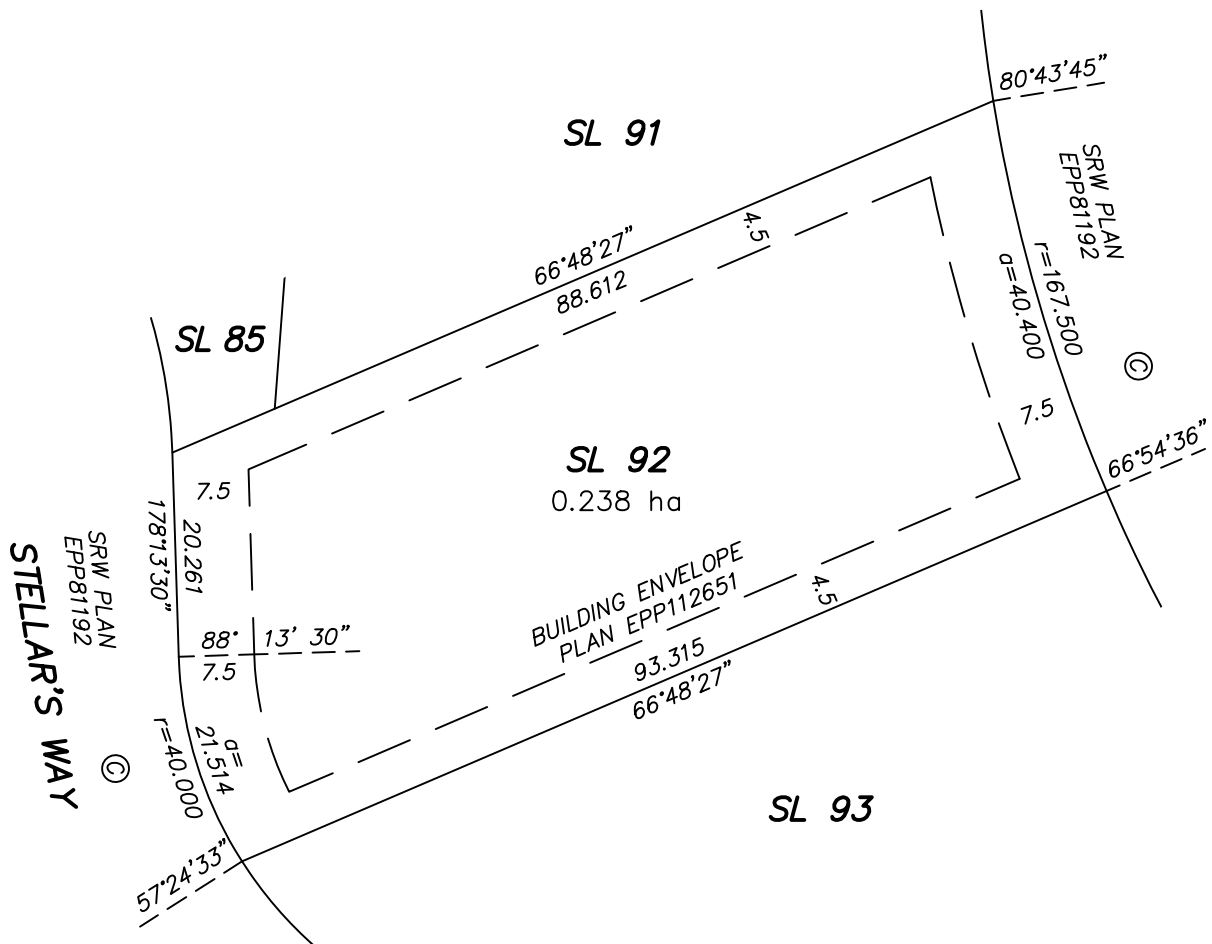 80°43'45"
SL 91
SRW PLAN
EPP81192
4.5
66°48'27"
88.612
r=167.500
a=40.400
SL 85
©
7.5
66°54'36"
SL 92
0.238 ha
7.5
20.261
178°13'30"
SRW PLAN
EPP81192
STELLAR'S WAY
BUILDING ENVELOPE
PLAN EPP112651
4.5
88° 13' 30"
7.5
93.315
66°48'27"
a=
21.514
r=40.000
©
SL 93
57°24'33"